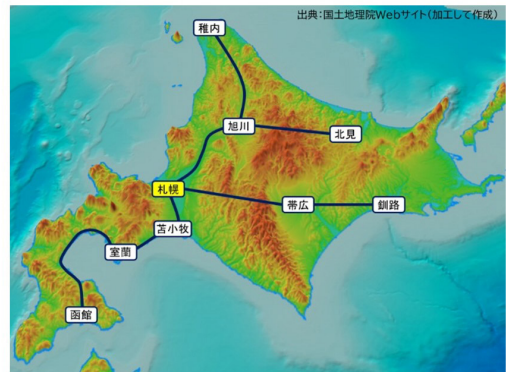 出典：国土地理院Webサイト（加工して作成）
稚内
旭川
北見
札幌
帯広
釧路
苫小牧
室蘭
函館